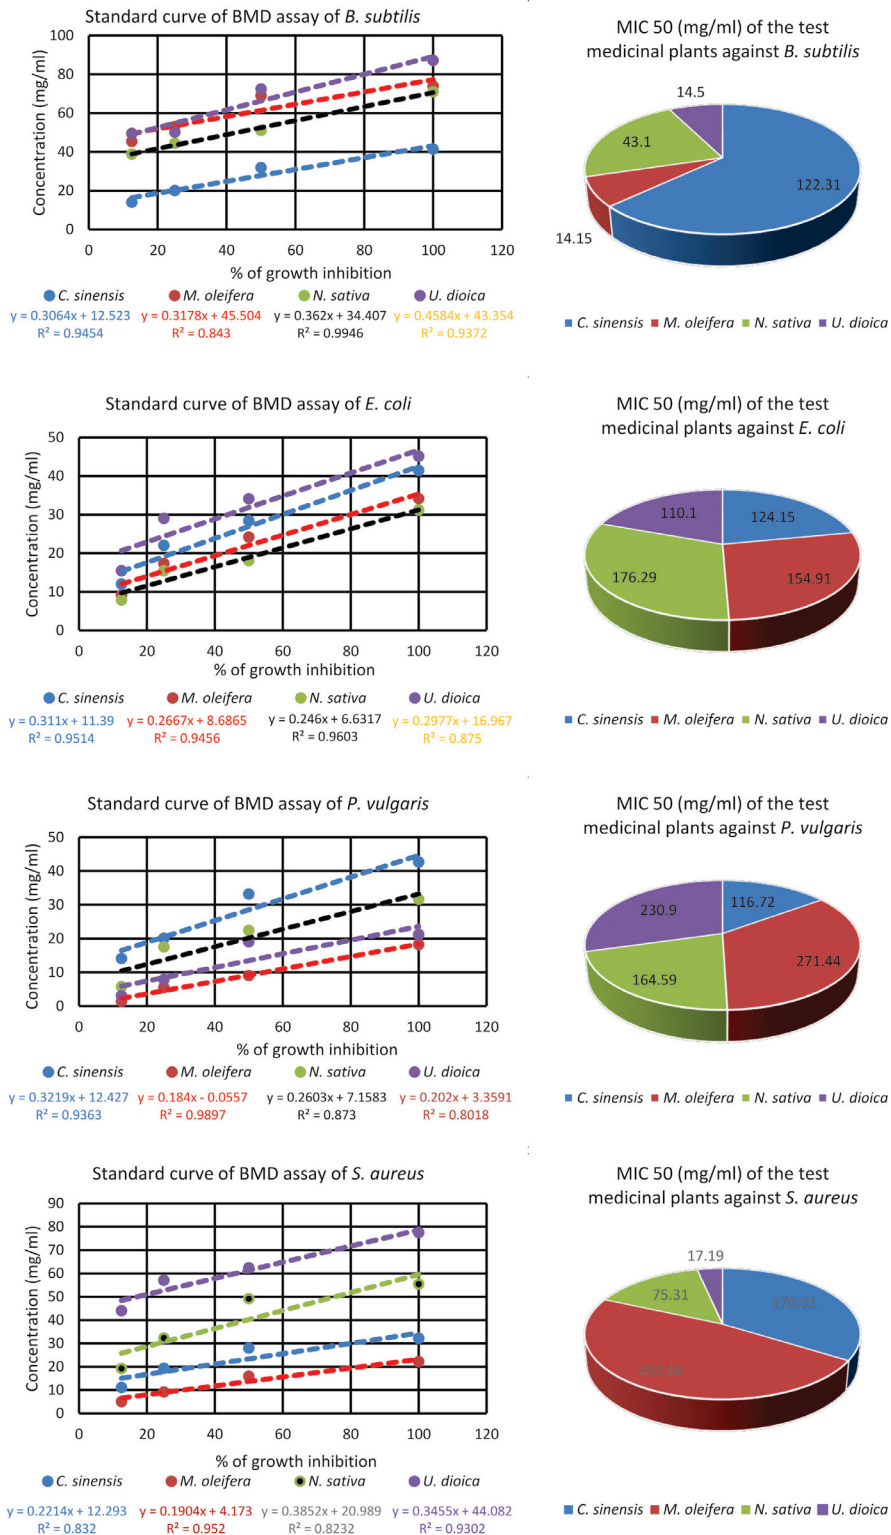 Standard curve of BMD assay of B. subtilis
Concentration (mg/ml)
100
80
60
40
20
0
0 20 40 60 80 100 120
% of growth inhibition
C. sinensis M. oleifera N. sativa U. dioica
y = 0.3064x + 12.523 y = 0.3178x + 45.504 y = 0.362x + 34.407 y = 0.4584x + 43.354
R² = 0.9454 R² = 0.843 R² = 0.9946 R² = 0.9372
MIC 50 (mg/ml) of the test
medicinal plants against B. subtilis
14.5
43.1
122.31
14.15
C. sinensis M. oleifera N. sativa U. dioica
Standard curve of BMD assay of E. coli
Concentration (mg/ml)
50
40
30
20
10
0
0 20 40 60 80 100 120
% of growth inhibition
C. sinensis M. oleifera N. sativa U. dioica
y = 0.311x + 11.39 y = 0.2667x + 8.6865 y = 0.246x + 6.6317 y = 0.2977x + 16.967
R² = 0.9514 R² = 0.9456 R² = 0.9603 R² = 0.875
MIC 50 (mg/ml) of the test
medicinal plants against E. coli
110.1
124.15
176.29
154.91
C. sinensis M. oleifera N. sativa U. dioica
Standard curve of BMD assay of P. vulgaris
Concentration (mg/ml)
50
40
30
20
10
0
0 20 40 60 80 100 120
% of growth inhibition
C. sinensis M. oleifera N. sativa U. dioica
y = 0.3219x + 12.427 y = 0.184x - 0.0557 y = 0.2603x + 7.1583 y = 0.202x + 3.3591
R² = 0.9363 R² = 0.9897 R² = 0.873 R² = 0.8018
MIC 50 (mg/ml) of the test
medicinal plants against P. vulgaris
230.9
116.72
164.59
271.44
C. sinensis M. oleifera N. sativa U. dioica
Standard curve of BMD assay of S. aureus
Concentration (mg/ml)
90
80
70
60
50
40
30
20
10
0
0 20 40 60 80 100 120
% of growth inhibition
C. sinensis M. oleifera N. sativa U. dioica
y = 0.2214x + 12.293 y = 0.1904x + 4.173 y = 0.3852x + 20.989 y = 0.3455x + 44.082
R² = 0.832 R² = 0.952 R² = 0.8232 R² = 0.9302
MIC 50 (mg/ml) of the test
medicinal plants against S. aureus
17.19
75.31
170.31
C. sinensis M. oleifera N. sativa U. dioica